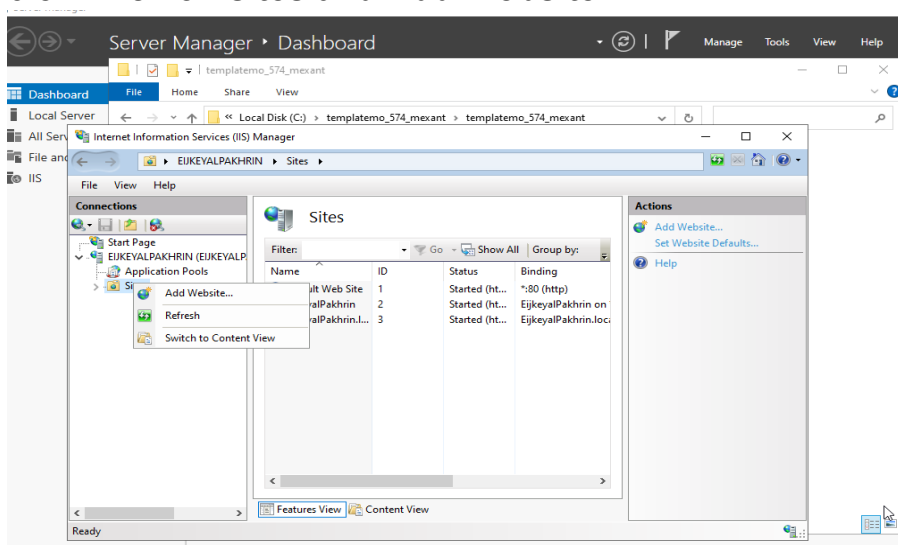 Server Manager • Dashboard
Manage Tools View Help
templatemo_574_mexant
File Home Share View
Dashboard
Local Server
« Local Disk (C:) > templatemo_574_mexant > templatemo_574_mexant
All Serv
Internet Information Services (IIS) Manager
File and
EIJKEYALPAKHRIN Sites
IIS
File View Help
Connections
Sites
Actions
Add Website...
Set Website Defaults...
Help
Start Page
EIJKEYALPAKHRIN (EIJKEYALP
Application Pools
Filter: Go Show All Group by:
Name ID Status Binding
ult Web Site 1 Started (ht... *:80 (http)
alPakhrin 2 Started (ht... EijkeyalPakhrin on
alPakhrin.l... 3 Started (ht... EijkeyalPakhrin.loc
Add Website...
Refresh
Switch to Content View
Features View Content View
Ready